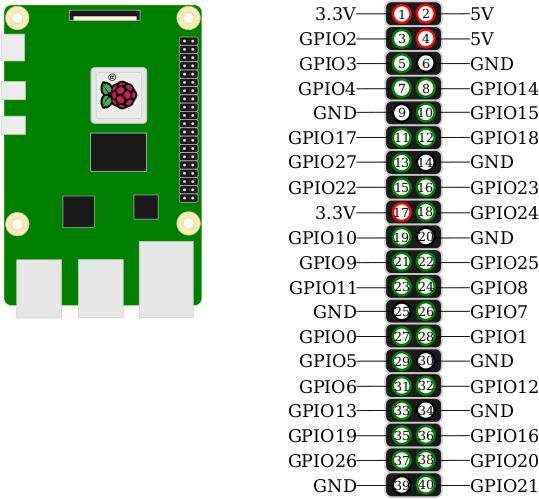 ®
3.3V 1 2 5V
GPIO2 3 4 5V
GPIO3 5 6 GND
GPIO4 7 8 GPIO14
GND 9 10 GPIO15
GPIO17 11 12 GPIO18
GPIO27 13 14 GND
GPIO22 15 16 GPIO23
3.3V 17 18 GPIO24
GPIO10 19 20 GND
GPIO9 21 22 GPIO25
GPIO11 23 24 GPIO8
GND 25 26 GPIO7
GPIO0 27 28 GPIO1
GPIO5 29 30 GND
GPIO6 31 32 GPIO12
GPIO13 33 34 GND
GPIO19 35 36 GPIO16
GPIO26 37 38 GPIO20
GND 39 40 GPIO21